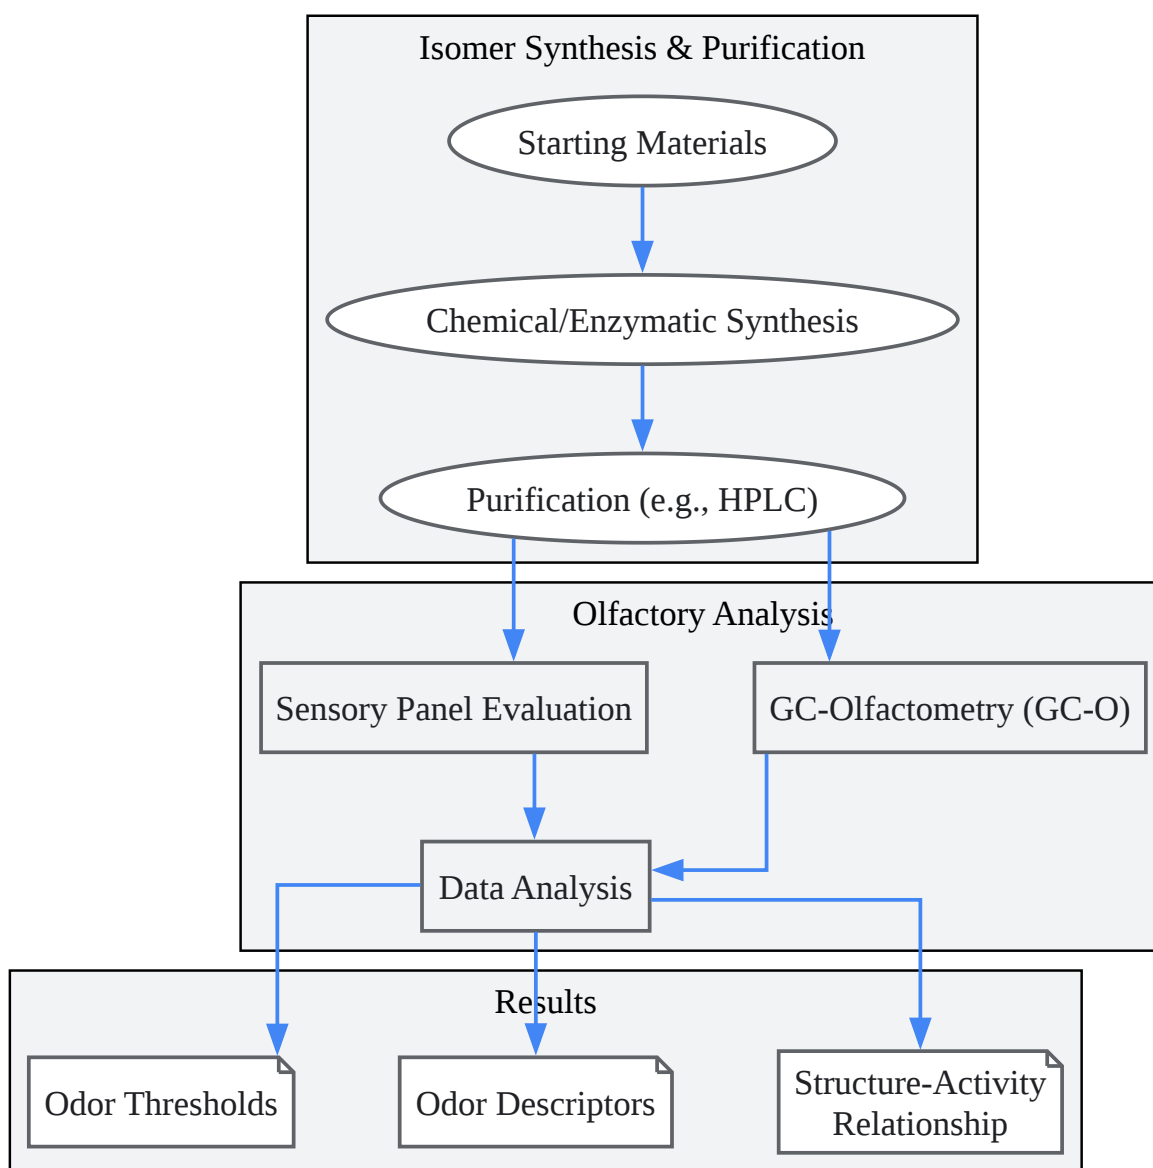 Isomer Synthesis & Purification
Starting Materials
Chemical/Enzymatic Synthesis
Purification (e.g., HPLC)
Olfactory Analysis
Sensory Panel Evaluation
GC-Olfactometry (GC-O)
Data Analysis
Results
Odor Thresholds
Odor Descriptors
Structure-Activity
Relationship